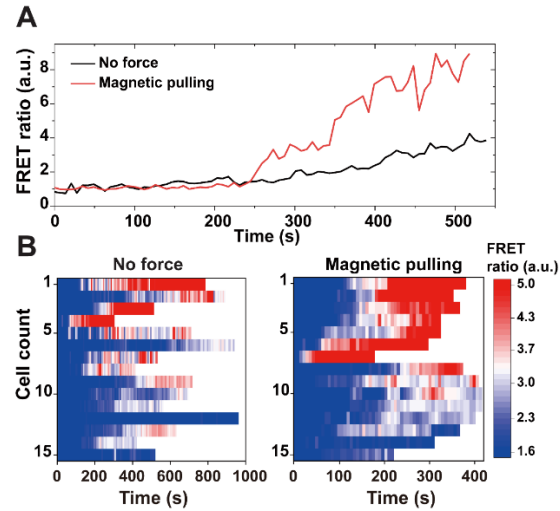 A
No force
Magnetic pulling
FRET ratio (a.u.)
8
6
4
2
0
0 100 200 300 400 500
Time (s)
B
No force
Magnetic pulling
FRET
ratio (a.u.)
Cell count
1
5
10
15
0 200 400 600 800 1000
Time (s)
1
5
10
15
0 100 200 300 400
Time (s)
5.0
4.5
3.8
3.0
2.3
1.6